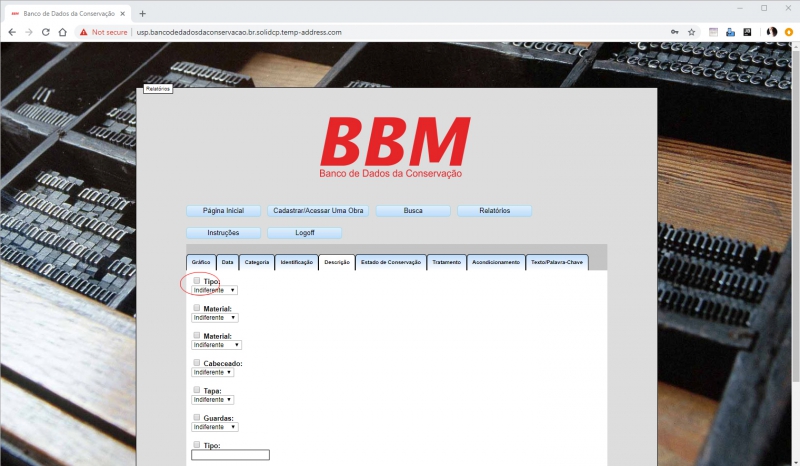 BBM Banco de Dados da Conservação
Not secure | usp.bancodedadosdaconservacao.br.solidcp.temp-address.com
Relatórios
BBM
Banco de Dados da Conservação
Página Inicial Cadastrar/Acessar Uma Obra Busca Relatórios
Instruções Logoff
Gráfico Data Categoria Identificação Descrição Estado de Conservação Tratamento Acondicionamento Texto/Palavra-Chave
Tipo:
Indiferente
Material:
Indiferente
Material:
Indiferente
Cabeceado:
Indiferente
Tapa:
Indiferente
Guardas:
Indiferente
Tipo: